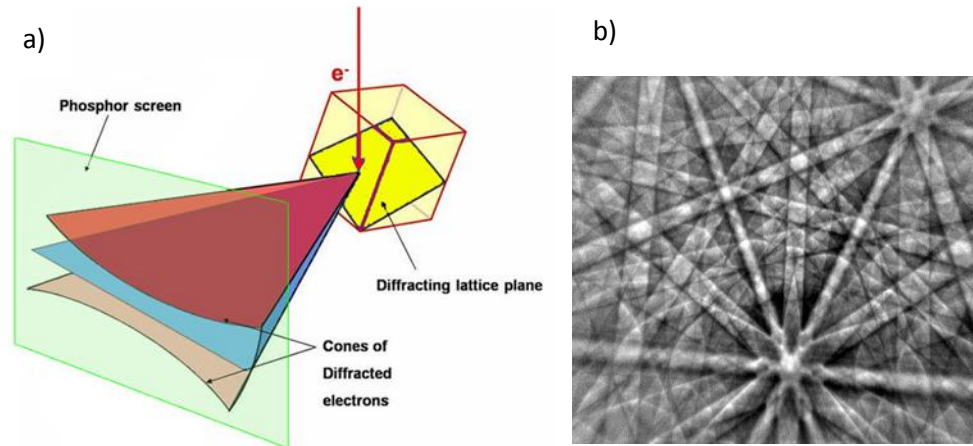 a)
b)
e-
Phosphor screen
Diffracting lattice plane
Cones of
Diffracted
electrons